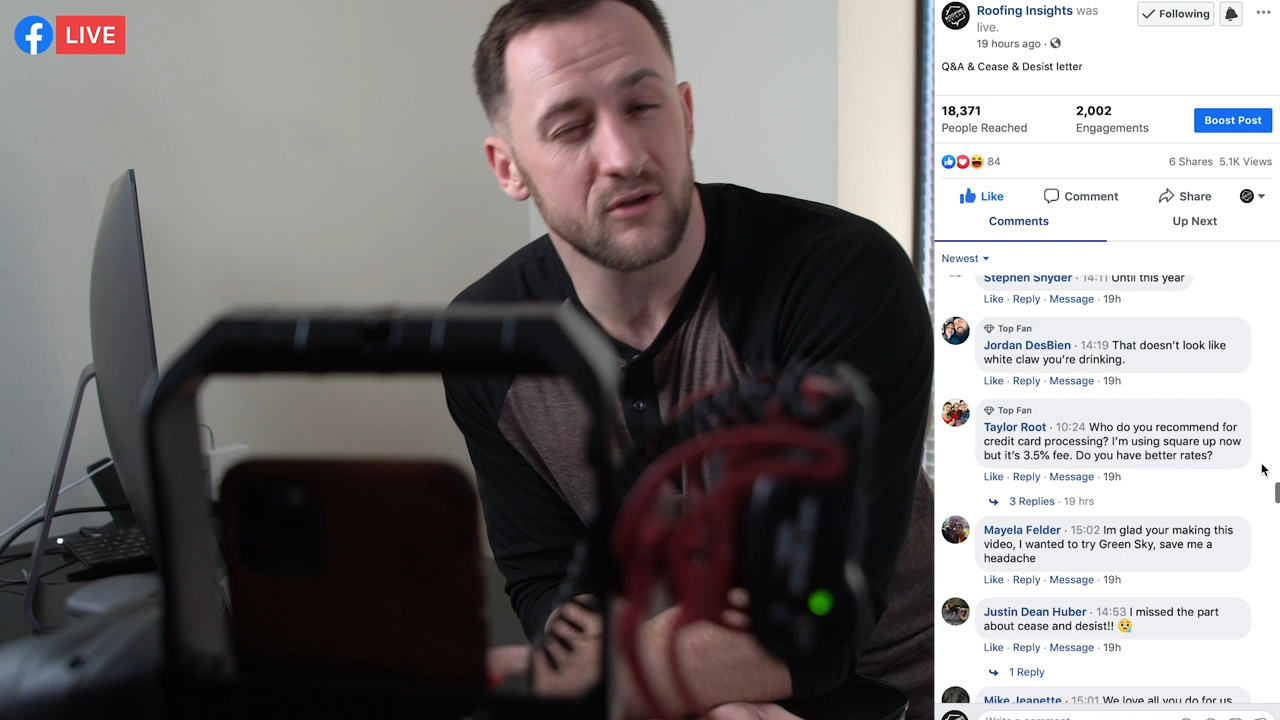 LIVE
Roofing Insights was
live.
Following
19 hours ago ·
Q&A & Cease & Desist letter
18,371 2,002
People Reached Engagements
Boost Post
84 6 Shares 5.1K Views
Like Comment Share
Comments Up Next
Newest
Stephen Snyder · 14:11 Until this year
Like · Reply · Message · 19h
Top Fan
Jordan DesBien · 14:19 That doesn't look like
white claw you're drinking.
Like · Reply · Message · 19h
Top Fan
Taylor Root · 10:24 Who do you recommend for
credit card processing? I'm using square up now
but it's 3.5% fee. Do you have better rates?
Like · Reply · Message · 19h
3 Replies · 19 hrs
Mayela Felder · 15:02 Im glad your making this
video, I wanted to try Green Sky, save me a
headache
Like · Reply · Message · 19h
Justin Dean Huber · 14:53 I missed the part
about cease and desist!! 😢
Like · Reply · Message · 19h
1 Reply
Mike Jeanette · 15:01 We love all you do for us
Write a comment...